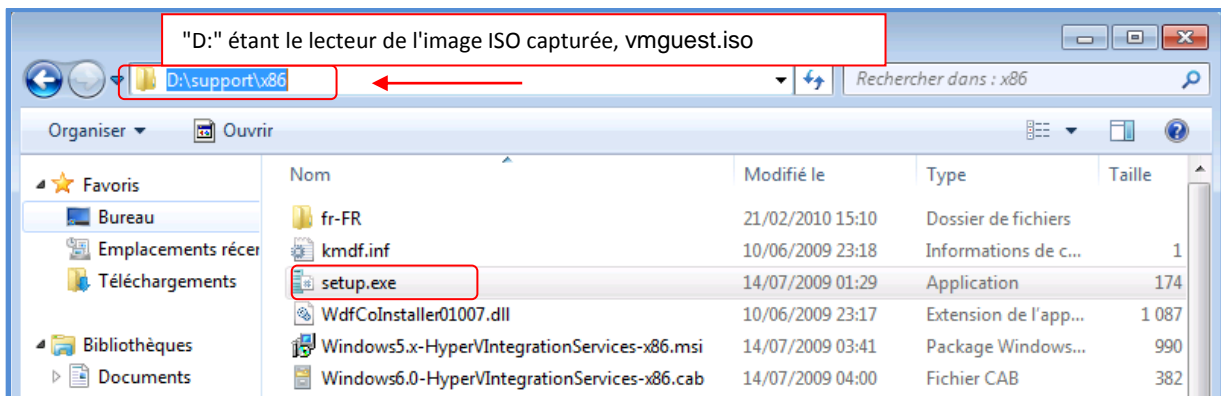 "D:" étant le lecteur de l'image ISO capturée, vmguest.iso
D:\support\x86
Rechercher dans : x86
Organiser
Ouvrir
Nom
Modifié le
Type
Taille
Favoris
Bureau
Emplacements récer
Téléchargements
Bibliothèques
Documents
fr-FR 21/02/2010 15:10 Dossier de fichiers
kmdf.inf 10/06/2009 23:18 Informations de c... 1
setup.exe 14/07/2009 01:29 Application 174
WdfCoInstaller01007.dll 10/06/2009 23:17 Extension de l'app... 1 087
Windows5.x-HyperVIntegrationServices-x86.msi 14/07/2009 03:41 Package Windows... 990
Windows6.0-HyperVIntegrationServices-x86.cab 14/07/2009 04:00 Fichier CAB 382